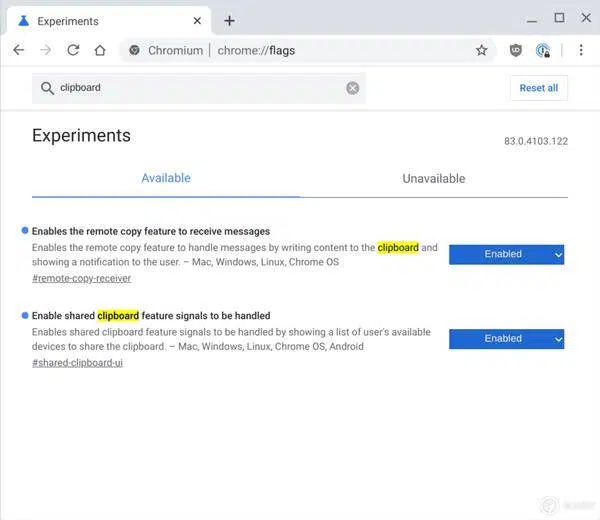 Experiments
Chromium | chrome://flags
clipboard
Reset all
Experiments
83.0.4103.122
Available
Unavailable
Enables the remote copy feature to receive messages
Enables the remote copy feature to handle messages by writing content to the clipboard and
showing a notification to the user. – Mac, Windows, Linux, Chrome OS
#remote-copy-receiver
Enabled
Enable shared clipboard feature signals to be handled
Enables shared clipboard feature signals to be handled by showing a list of user's available
devices to share the clipboard. – Mac, Windows, Linux, Chrome OS, Android
#shared-clipboard-ui
Enabled